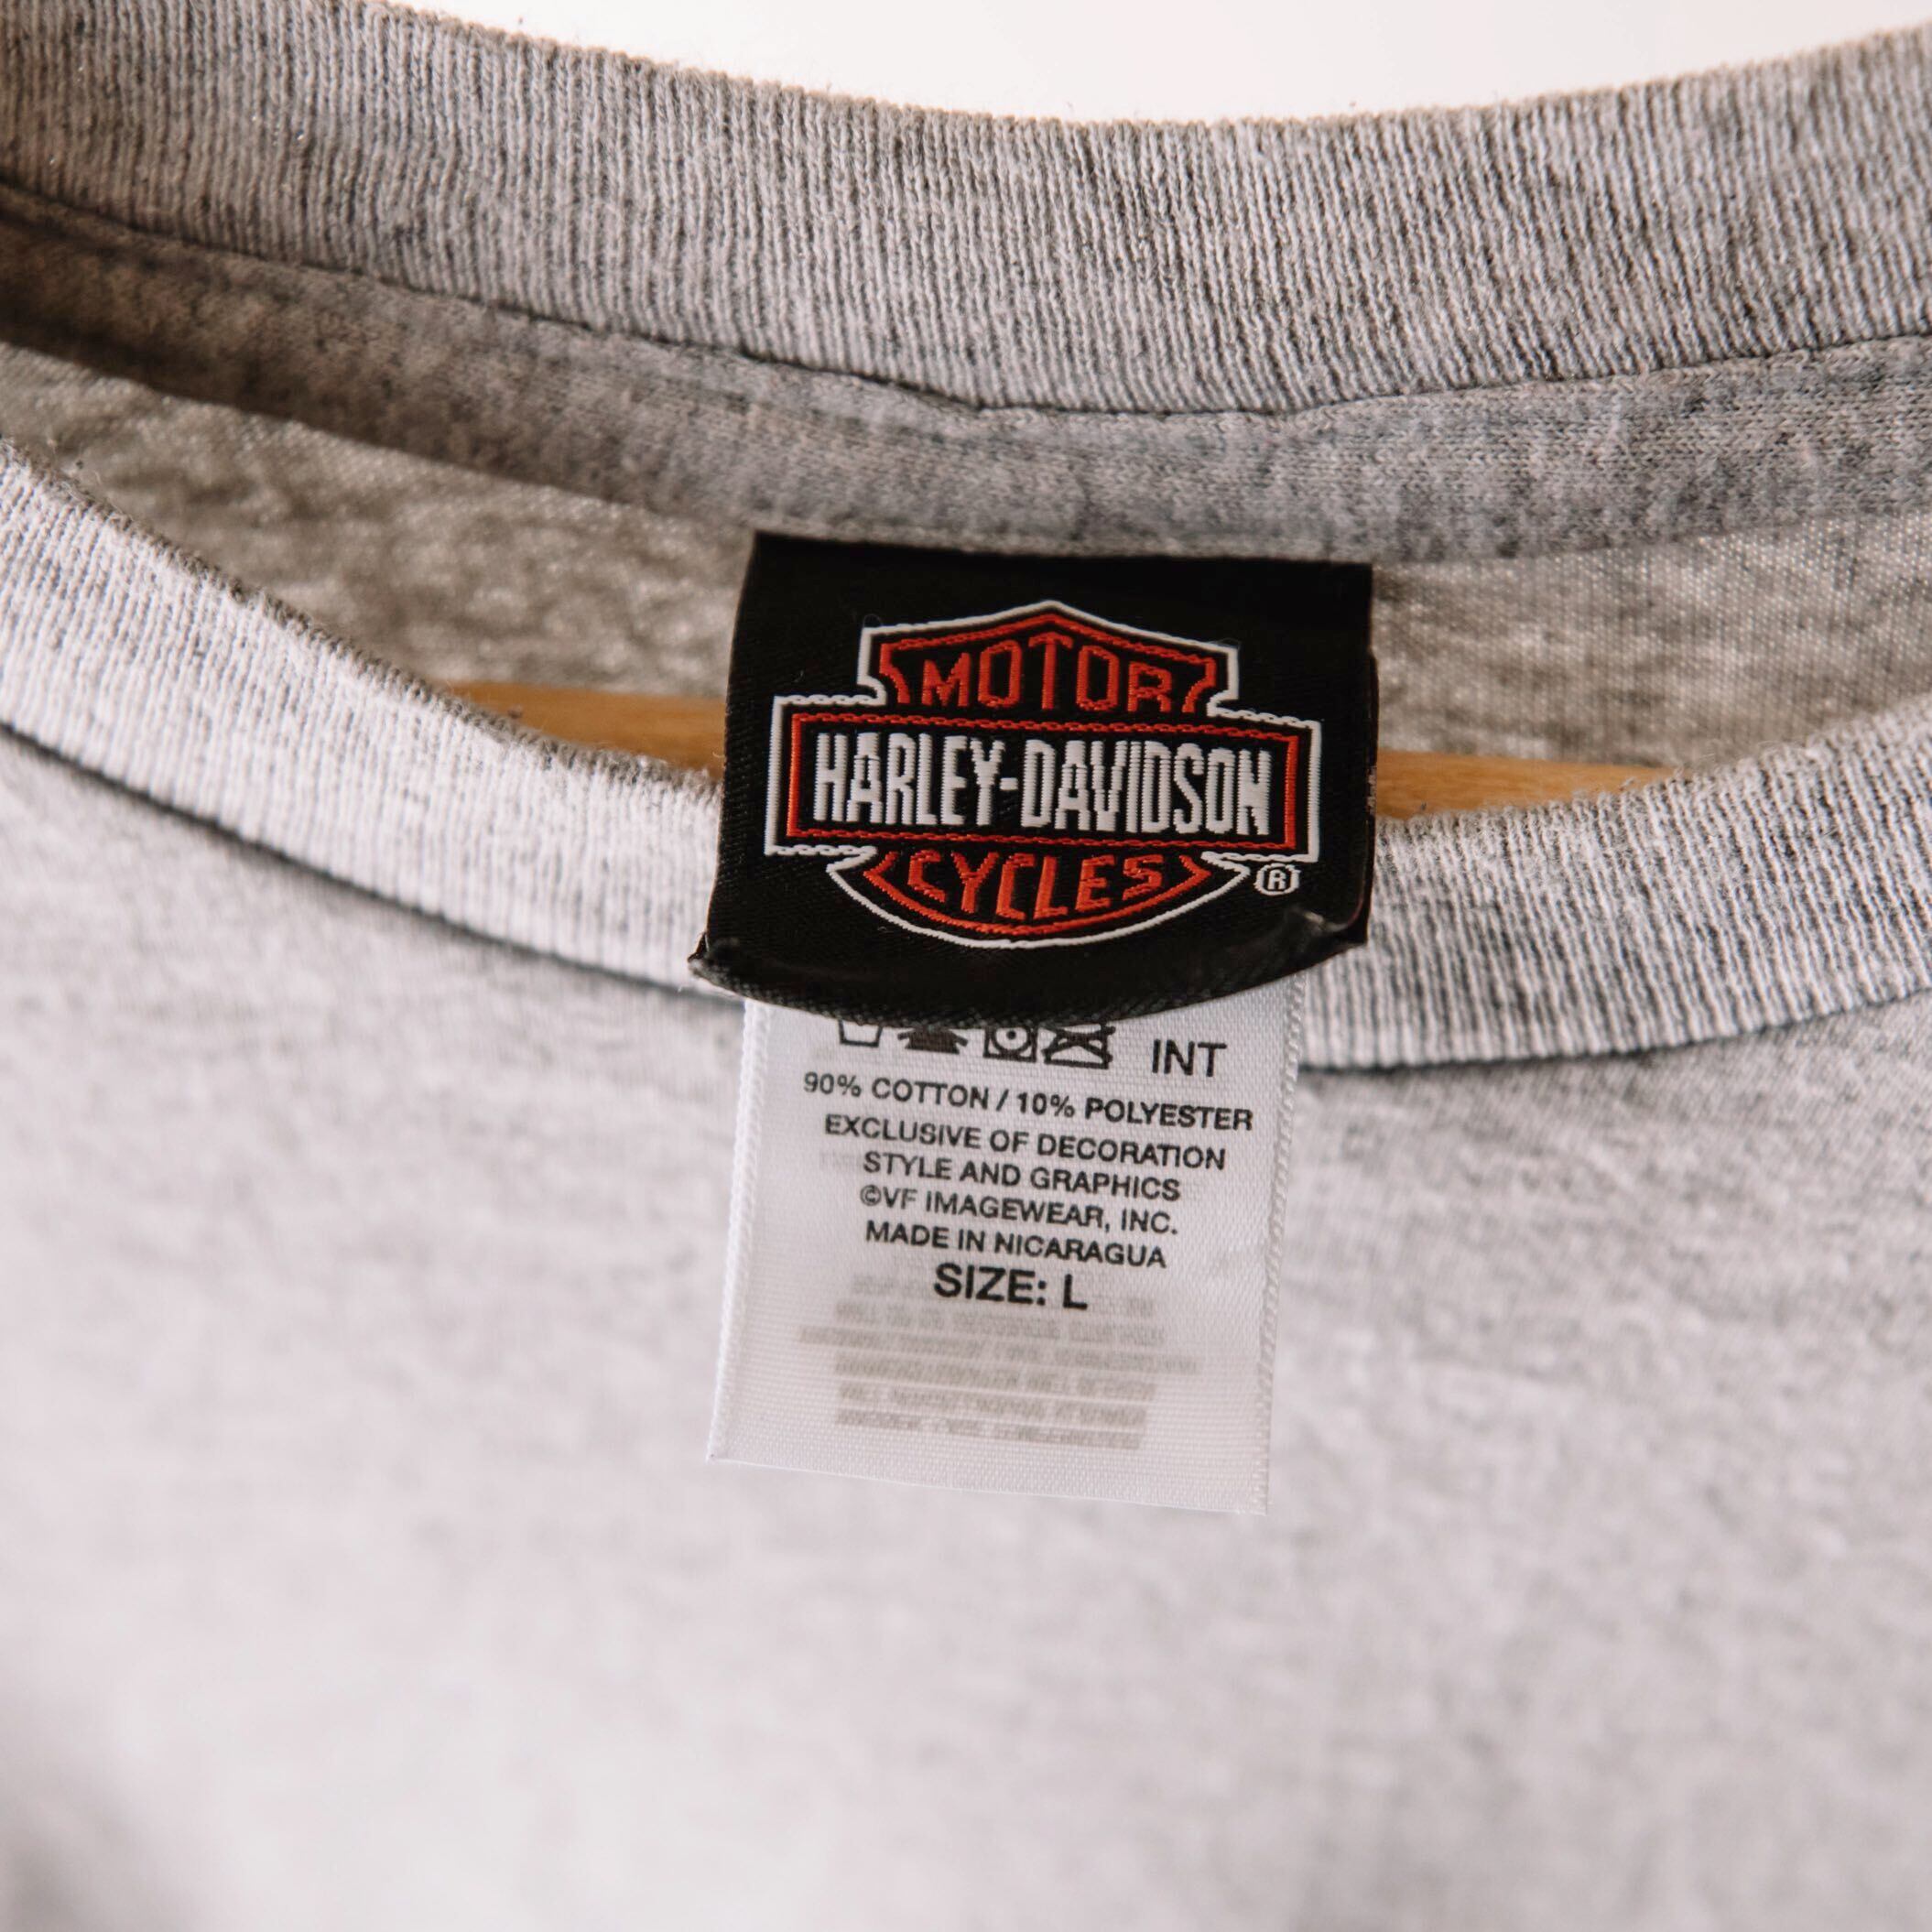 MOTOR
HARLEY-DAVIDSON
CYCLES
®
INT
90% COTTON / 10% POLYESTER
EXCLUSIVE OF DECORATION
STYLE AND GRAPHICS
©VF IMAGEWEAR, INC.
MADE IN NICARAGUA
SIZE: L